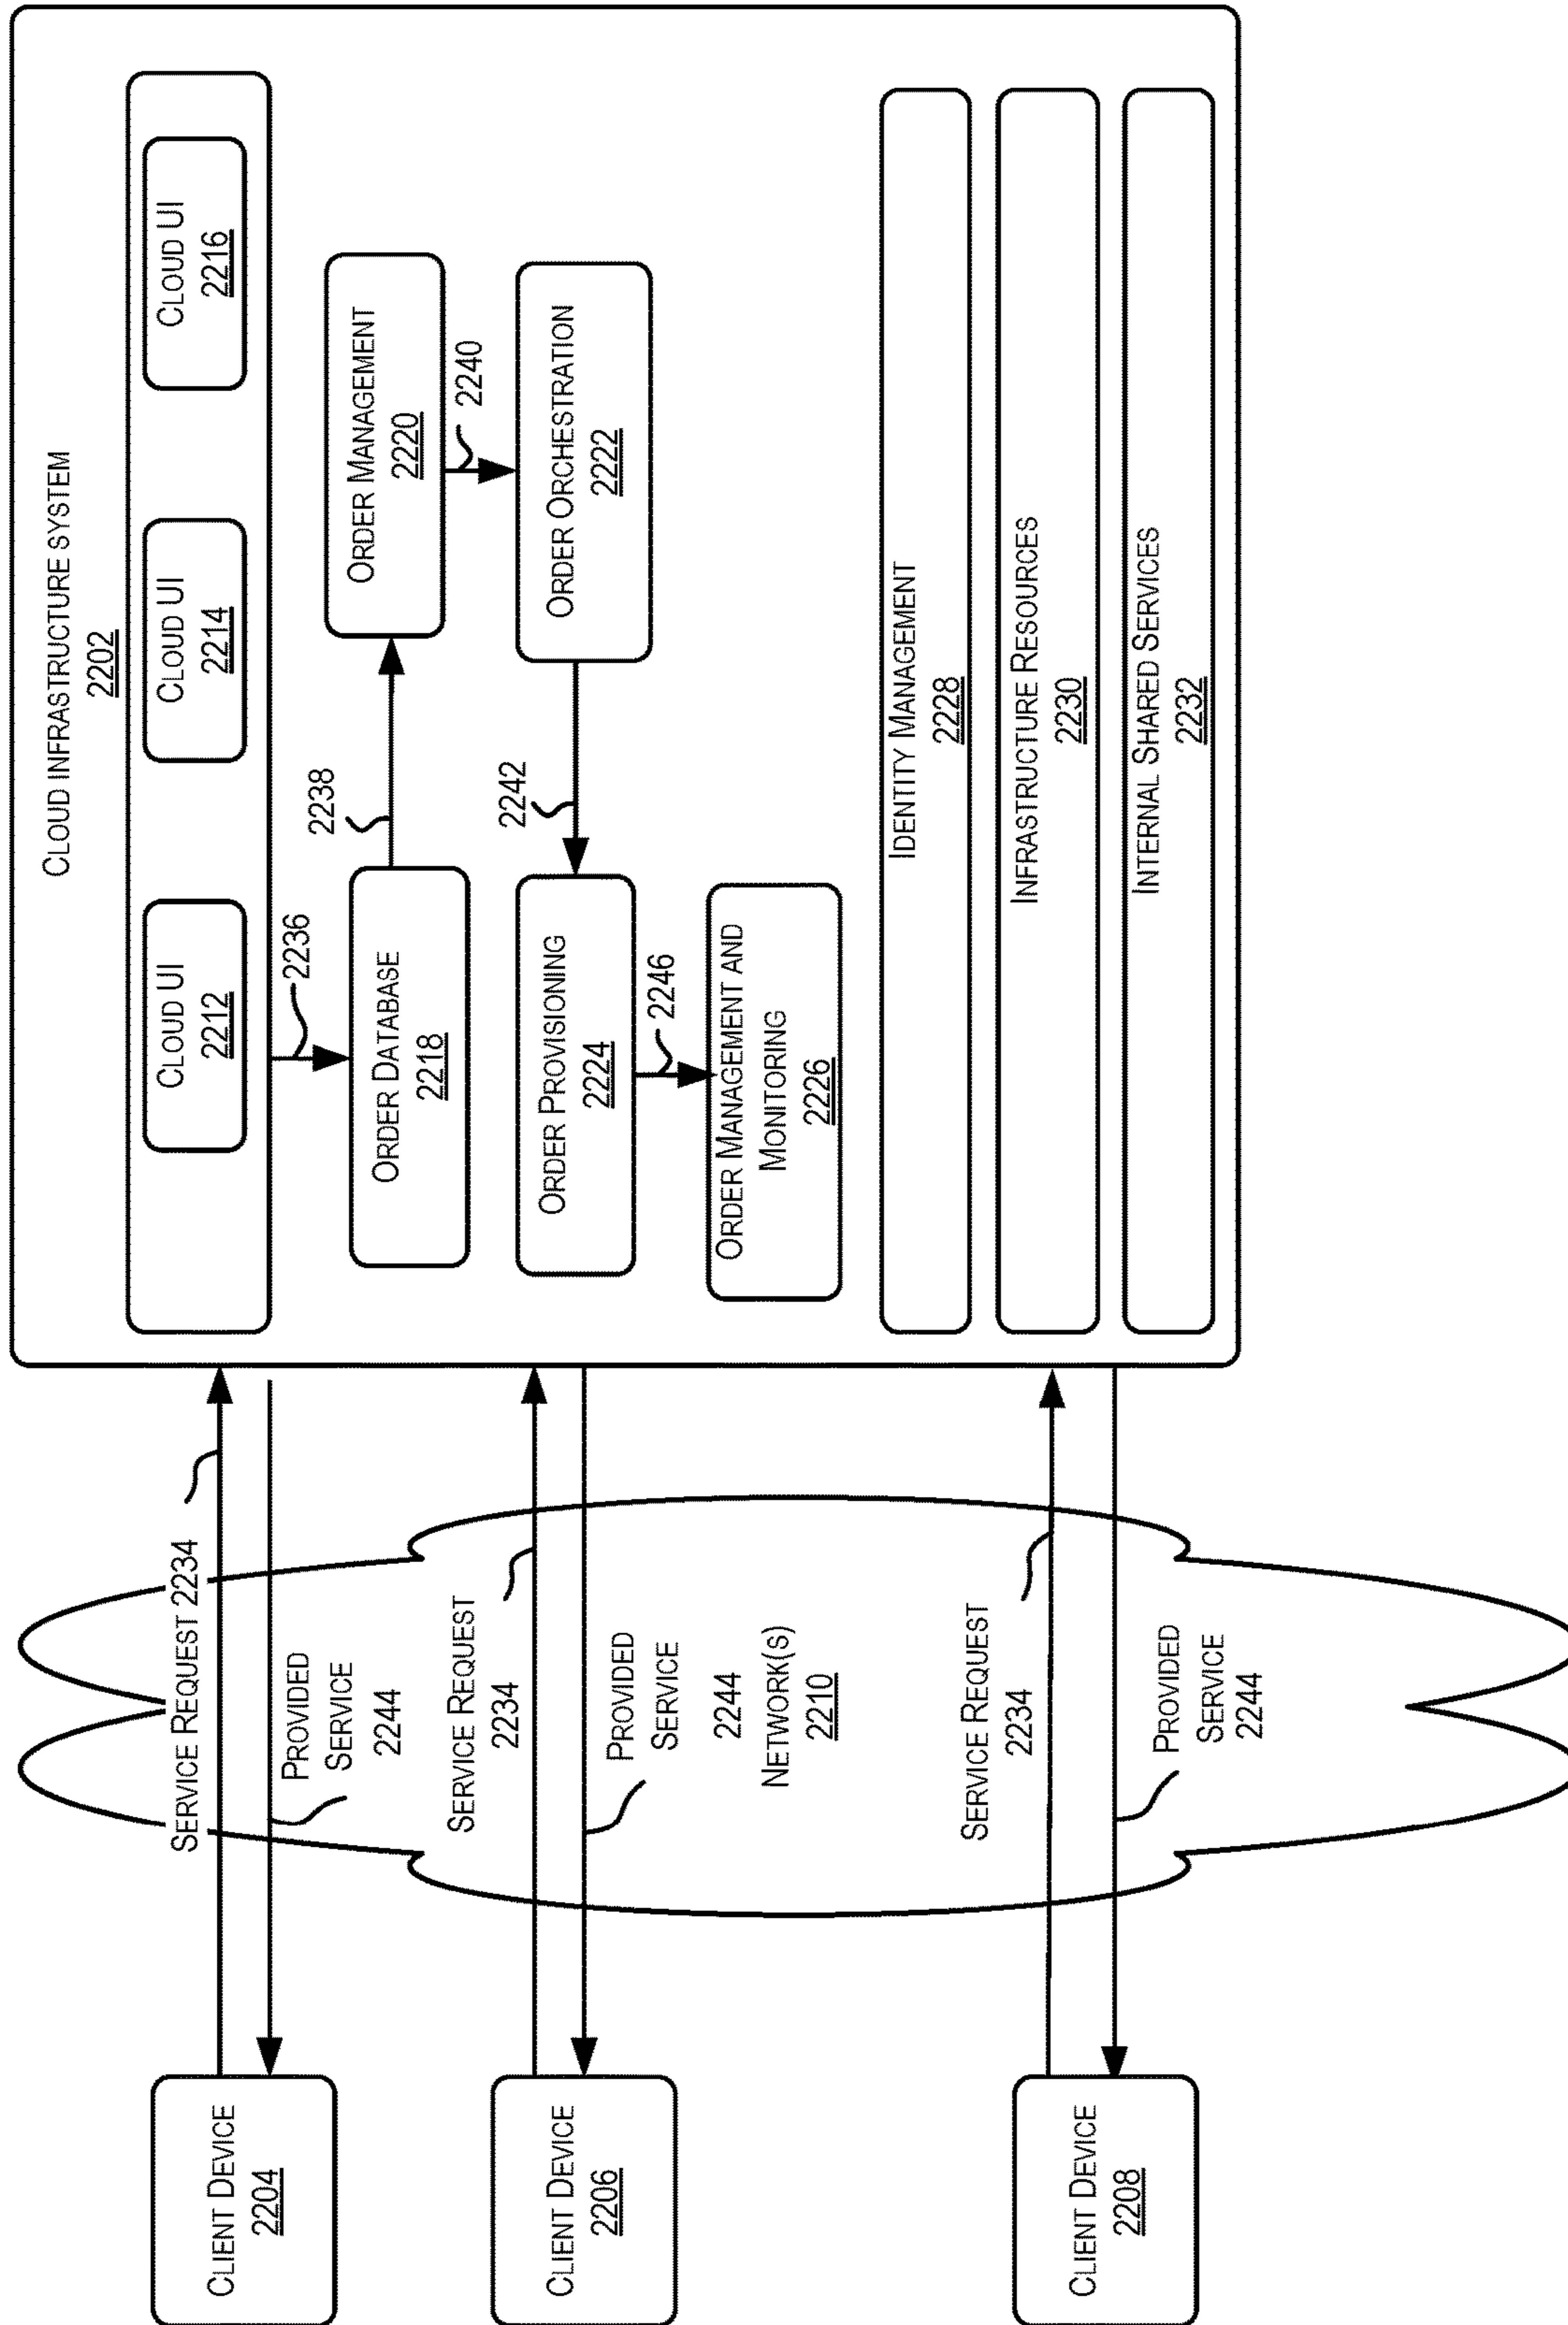 CLOUD INFRASTRUCTURE SYSTEM
2202
CLOUD UI
2212
CLOUD UI
2214
CLOUD UI
2216
2236
ORDER DATABASE
2218
2238
ORDER MANAGEMENT
2220
2240
ORDER ORCHESTRATION
2222
2242
ORDER PROVISIONING
2224
2246
ORDER MANAGEMENT AND
MONITORING
2226
IDENTITY MANAGEMENT
2228
INFRASTRUCTURE RESOURCES
2230
INTERNAL SHARED SERVICES
2232
SERVICE REQUEST 2234
PROVIDED
SERVICE
2244
SERVICE REQUEST
2234
PROVIDED
SERVICE
2244
NETWORK(S)
2210
SERVICE REQUEST
2234
PROVIDED
SERVICE
2244
CLIENT DEVICE
2204
CLIENT DEVICE
2206
CLIENT DEVICE
2208